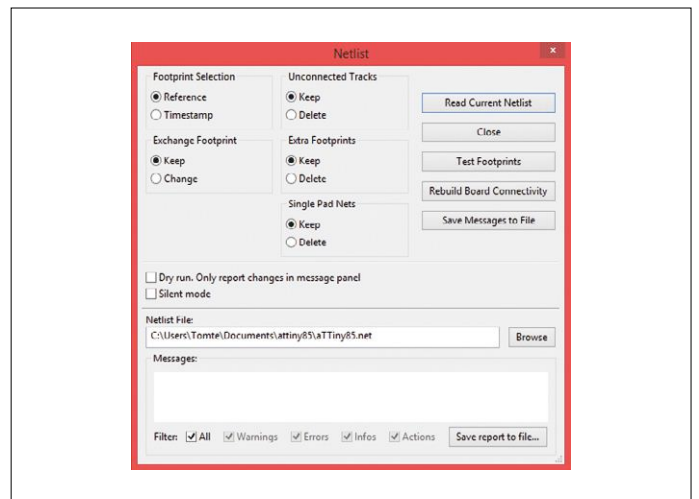 Netlist
x
Footprint Selection
Reference
Timestamp
Unconnected Tracks
Keep
Delete
Read Current Netlist
Close
Exchange Footprint
Keep
Change
Extra Footprints
Keep
Delete
Test Footprints
Rebuild Board Connectivity
Single Pad Nets
Keep
Delete
Save Messages to File
Dry run. Only report changes in message panel
Silent mode
Netlist File:
C:\Users\Tomte\Documents\attiny85\aTTiny85.net
Browse
Messages:
Filter: All Warnings Errors Infos Actions Save report to file...